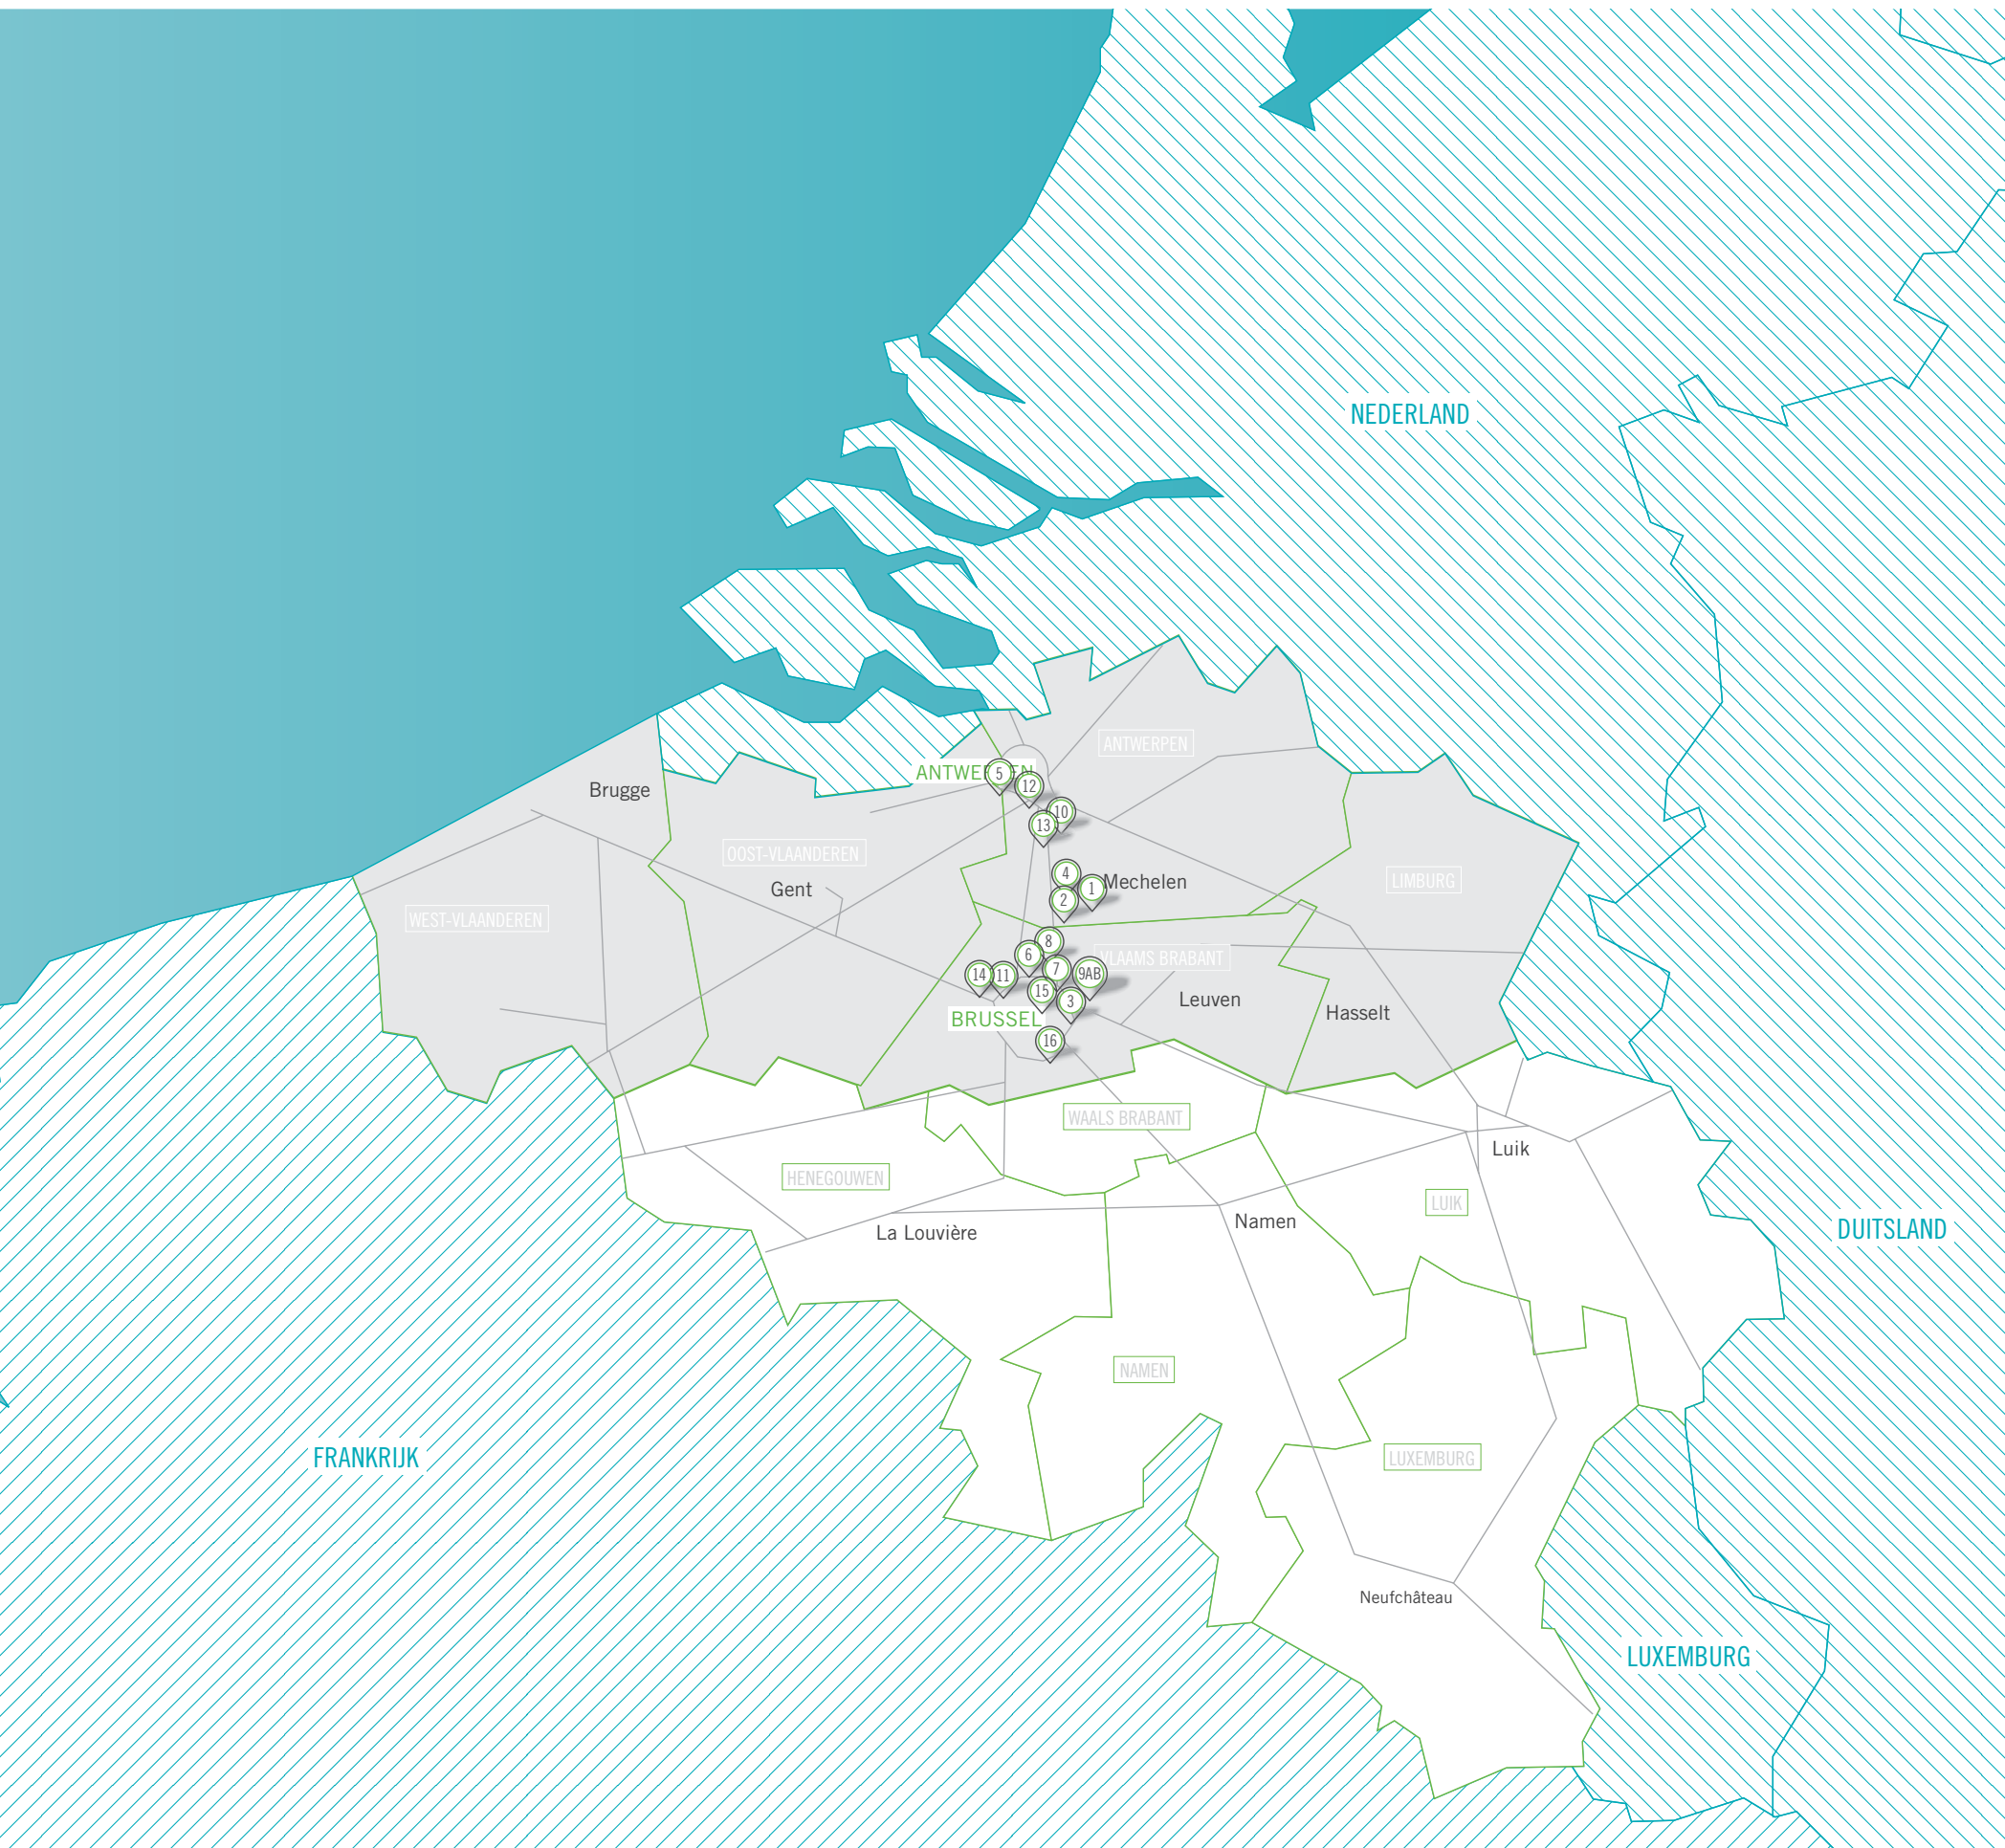 NEDERLAND
ANTWERPEN
ANTWERPEN
5
12
Brugge
10
13
OOST-VLAANDEREN
4
Mechelen
1
LIMBURG
Gent
2
WEST-VLAANDEREN
8
6
VLAAMS BRABANT
7
9AB
14
11
15
3
Leuven
Hasselt
BRUSSEL
16
WAALS BRABANT
Luik
HENEGOUWEN
LUIK
Namen
La Louvière
DUITSLAND
NAMEN
FRANKRIJK
LUXEMBURG
Neufchâteau
LUXEMBURG